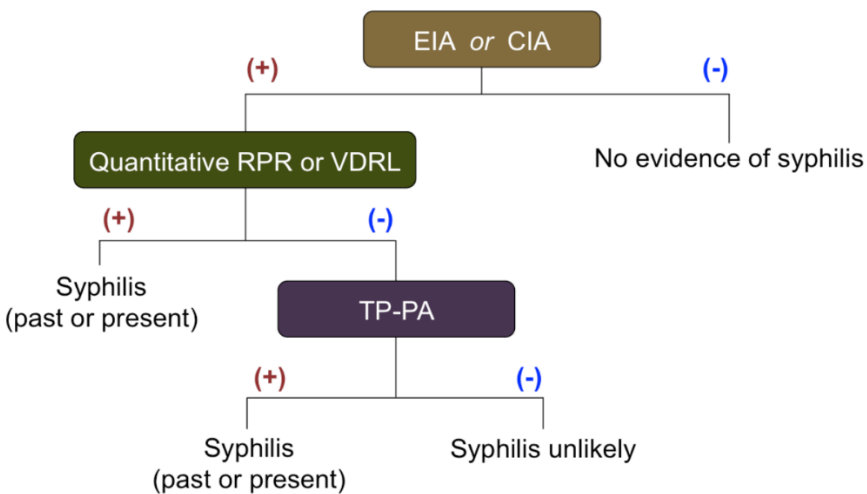 EIA or CIA
(+)
(-)
Quantitative RPR or VDRL
No evidence of syphilis
(+)
(-)
Syphilis
(past or present)
TP-PA
(+)
(-)
Syphilis
(past or present)
Syphilis unlikely